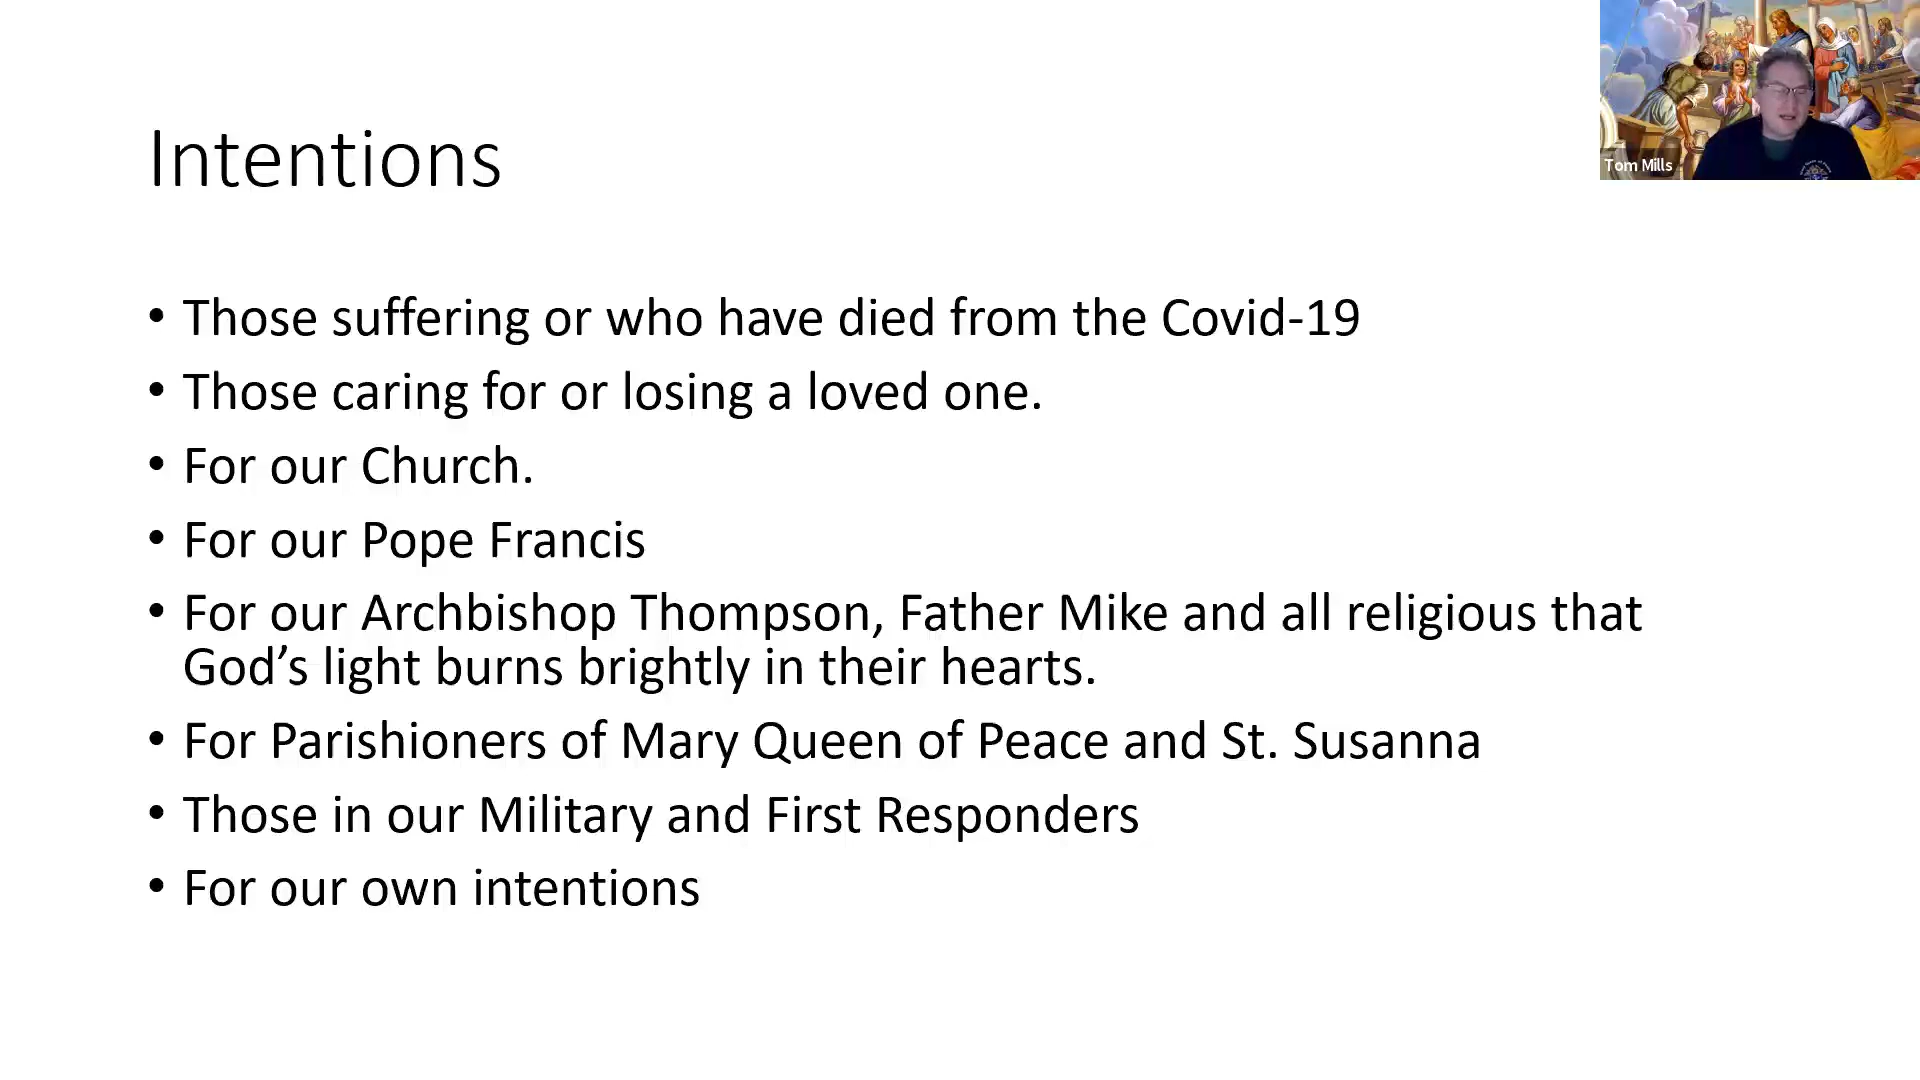 Intentions
Tom Mills
• Those suffering or who have died from the Covid-19
• Those caring for or losing a loved one.
• For our Church.
• For our Pope Francis
• For our Archbishop Thompson, Father Mike and all religious that
God’s light burns brightly in their hearts.
• For Parishioners of Mary Queen of Peace and St. Susanna
• Those in our Military and First Responders
• For our own intentions